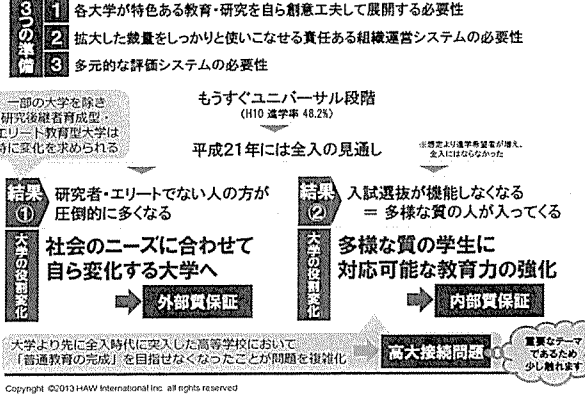 3つの準備
1 各大学が特色ある教育・研究を自ら創意工夫して展開する必要性
2 拡大した裁量をしっかりと使いこなせる責任ある組織運営システムの必要性
3 多元的な評価システムの必要性
一部の大学を除き
研究後継者育成型・
エリート教育型大学は
特に変化を求められる
もうすぐユニバーサル段階
(H10 進学率 48.2%)
平成21年には全入の見通し
※想定より進学希望者が増え、
全入にはならなかった
結果①
研究者・エリートでない人の方が
圧倒的に多くなる
大学の役割変化
社会のニーズに合わせて
自ら変化する大学へ
外部質保証
結果②
入試選抜が機能しなくなる
＝ 多様な質の人が入ってくる
大学の役割変化
多様な質の学生に
対応可能な教育力の強化
内部質保証
大学より先に全入時代に突入した高等学校において
「普通教育の完成」を目指せなくなったことが問題を複雑化
高大接続問題
重要なテーマ
であるため
少し触れます
Copyright ©2013 HAW International Inc. all rights reserved